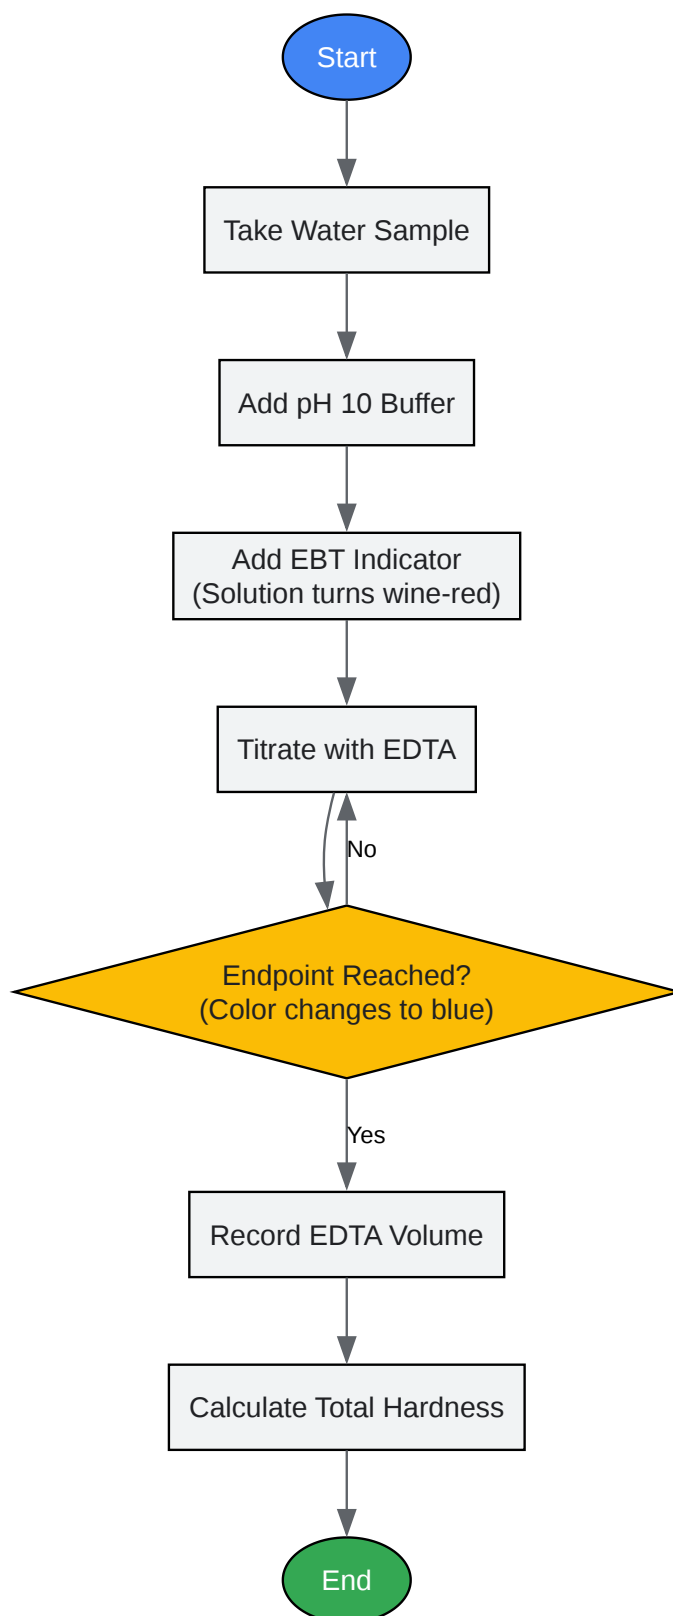 Start
Take Water Sample
Add pH 10 Buffer
Add EBT Indicator
(Solution turns wine-red)
Titrate with EDTA
No
Endpoint Reached?
(Color changes to blue)
Yes
Record EDTA Volume
Calculate Total Hardness
End